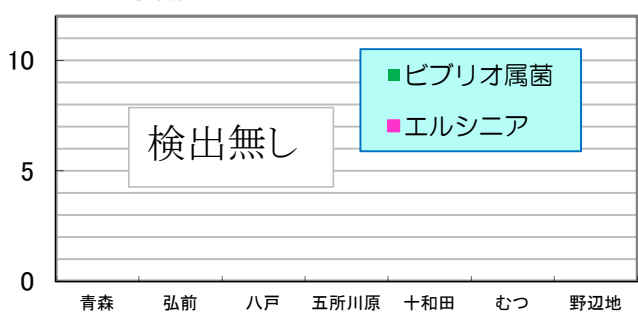 10
ビブリオ属菌
エルシニア
検出無し
5
0
青森 弘前 八戸 五所川原 十和田 むつ 野辺地